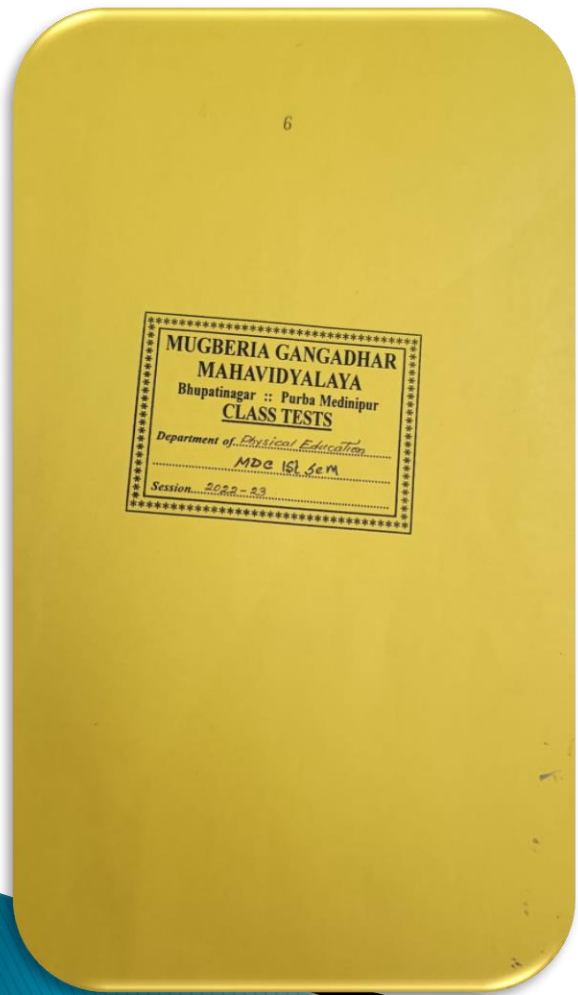 6
MUGBERIA GANGADHAR
MAHAVIDYALAYA
Bhupatinagar :: Purba Medinipur
CLASS TESTS
Department of Physical Education
MDC 1st Sem
Session 2022-23